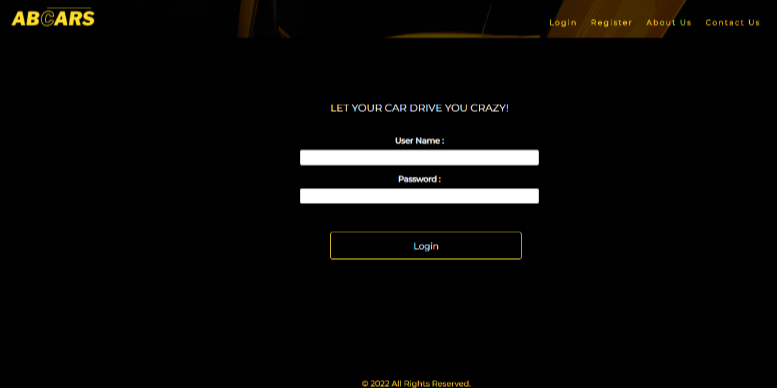 ABCARS
Login Register About Us Contact Us
LET YOUR CAR DRIVE YOU CRAZY!
User Name :
Password :
Login
© 2022 All Rights Reserved.